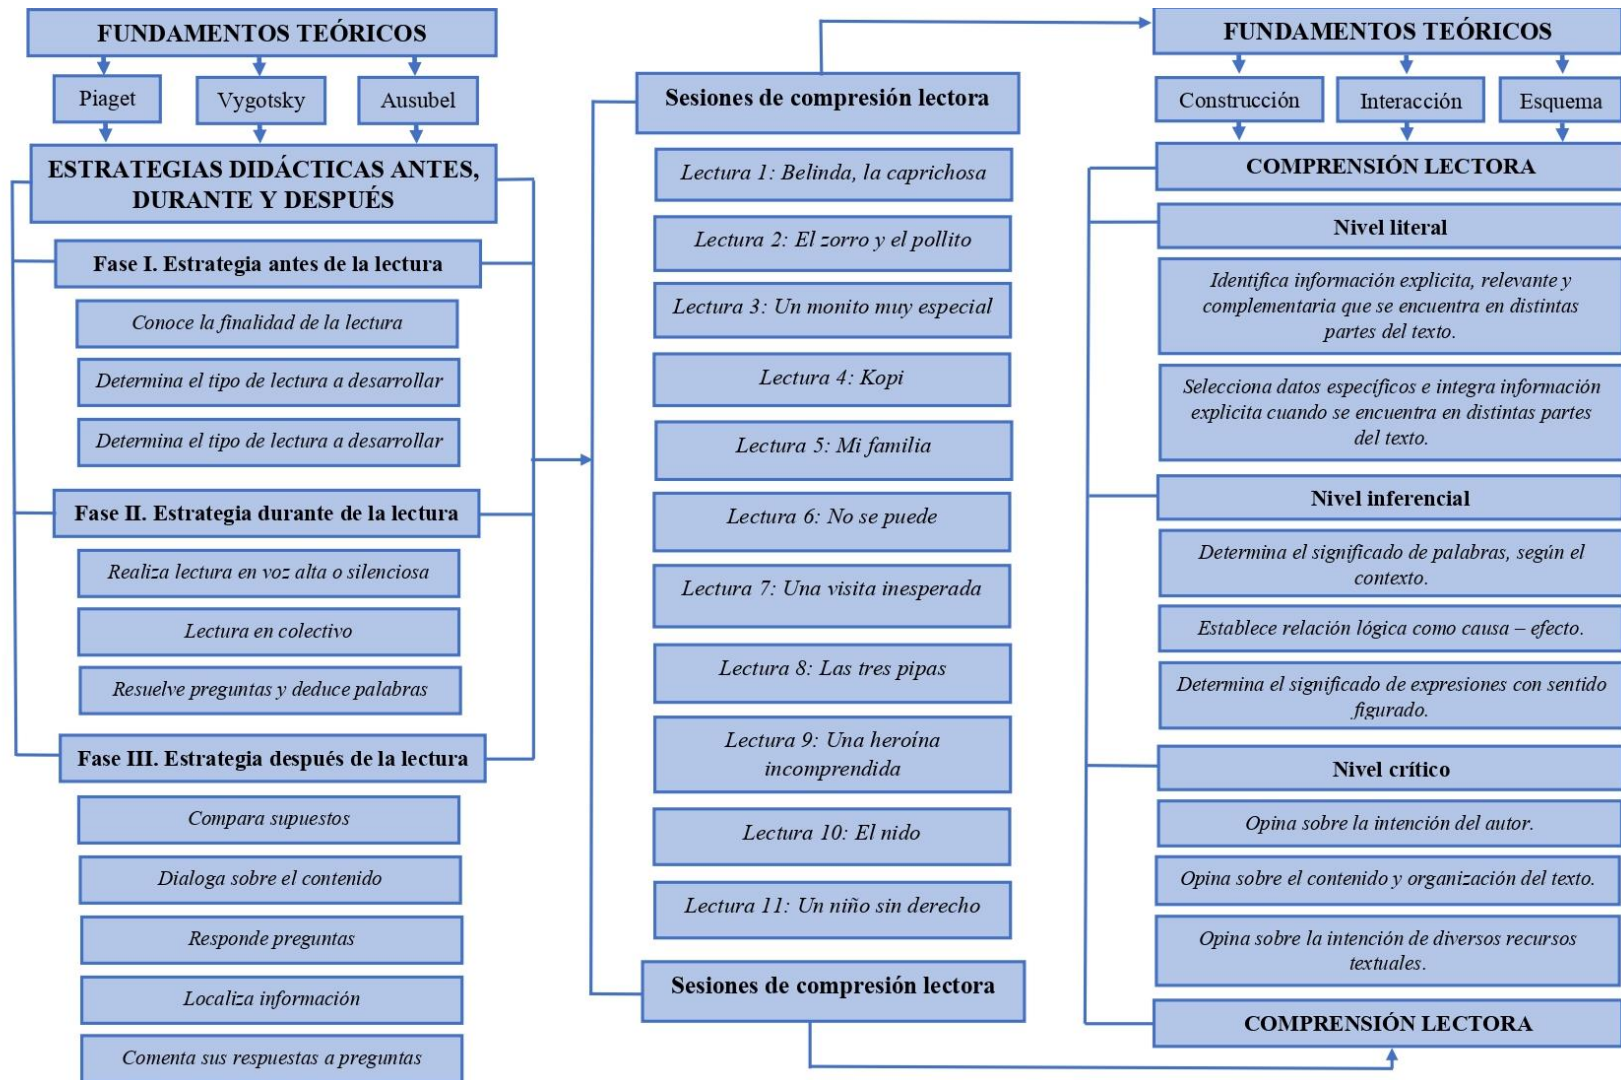 FUNDAMENTOS TEÓRICOS
Piaget
Vygotsky
Ausubel
ESTRATEGIAS DIDÁCTICAS ANTES,
DURANTE Y DESPUÉS
Fase I. Estrategia antes de la lectura
Conoce la finalidad de la lectura
Determina el tipo de lectura a desarrollar
Determina el tipo de lectura a desarrollar
Fase II. Estrategia durante de la lectura
Realiza lectura en voz alta o silenciosa
Lectura en colectivo
Resuelve preguntas y deduce palabras
Fase III. Estrategia después de la lectura
Compara supuestos
Dialoga sobre el contenido
Responde preguntas
Localiza información
Comenta sus respuestas a preguntas
Sesiones de compresión lectora
Lectura 1: Belinda, la caprichosa
Lectura 2: El zorro y el pollito
Lectura 3: Un monito muy especial
Lectura 4: Kopi
Lectura 5: Mi familia
Lectura 6: No se puede
Lectura 7: Una visita inesperada
Lectura 8: Las tres pipas
Lectura 9: Una heroína
incomprendida
Lectura 10: El nido
Lectura 11: Un niño sin derecho
Sesiones de compresión lectora
FUNDAMENTOS TEÓRICOS
Construcción
Interacción
Esquema
COMPRENSIÓN LECTORA
Nivel literal
Identifica información explicita, relevante y
complementaria que se encuentra en distintas
partes del texto.
Selecciona datos específicos e integra información
explicita cuando se encuentra en distintas partes
del texto.
Nivel inferencial
Determina el significado de palabras, según el
contexto.
Establece relación lógica como causa – efecto.
Determina el significado de expresiones con sentido
figurado.
Nivel crítico
Opina sobre la intención del autor.
Opina sobre el contenido y organización del texto.
Opina sobre la intención de diversos recursos
textuales.
COMPRENSIÓN LECTORA